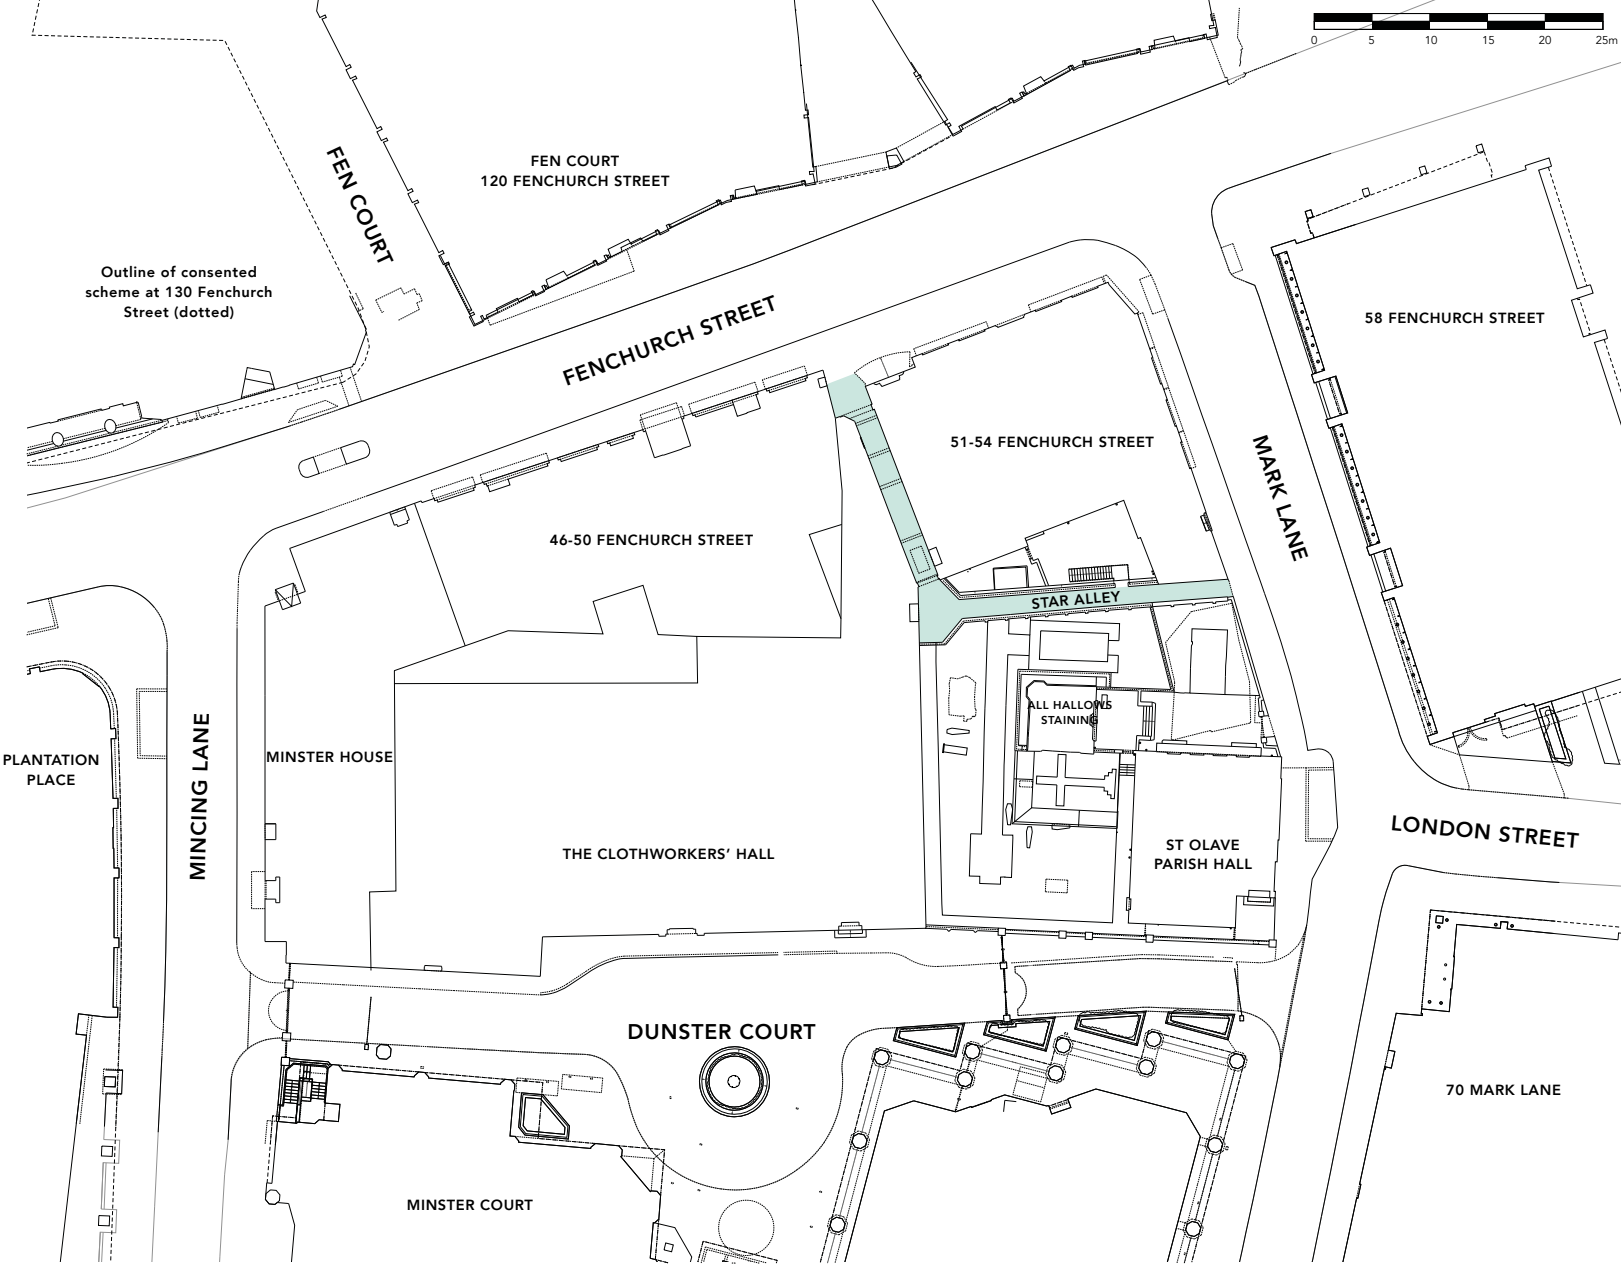 0 5 10 15 20 25m
FEN COURT
FEN COURT
120 FENCHURCH STREET
Outline of consented
scheme at 130 Fenchurch
Street (dotted)
FENCHURCH STREET
58 FENCHURCH STREET
51-54 FENCHURCH STREET
MARK LANE
46-50 FENCHURCH STREET
STAR ALLEY
ALL HALLOWS
STAINING
PLANTATION
PLACE
MINCING LANE
MINSTER HOUSE
THE CLOTHWORKERS’ HALL
ST OLAVE
PARISH HALL
LONDON STREET
DUNSTER COURT
70 MARK LANE
MINSTER COURT